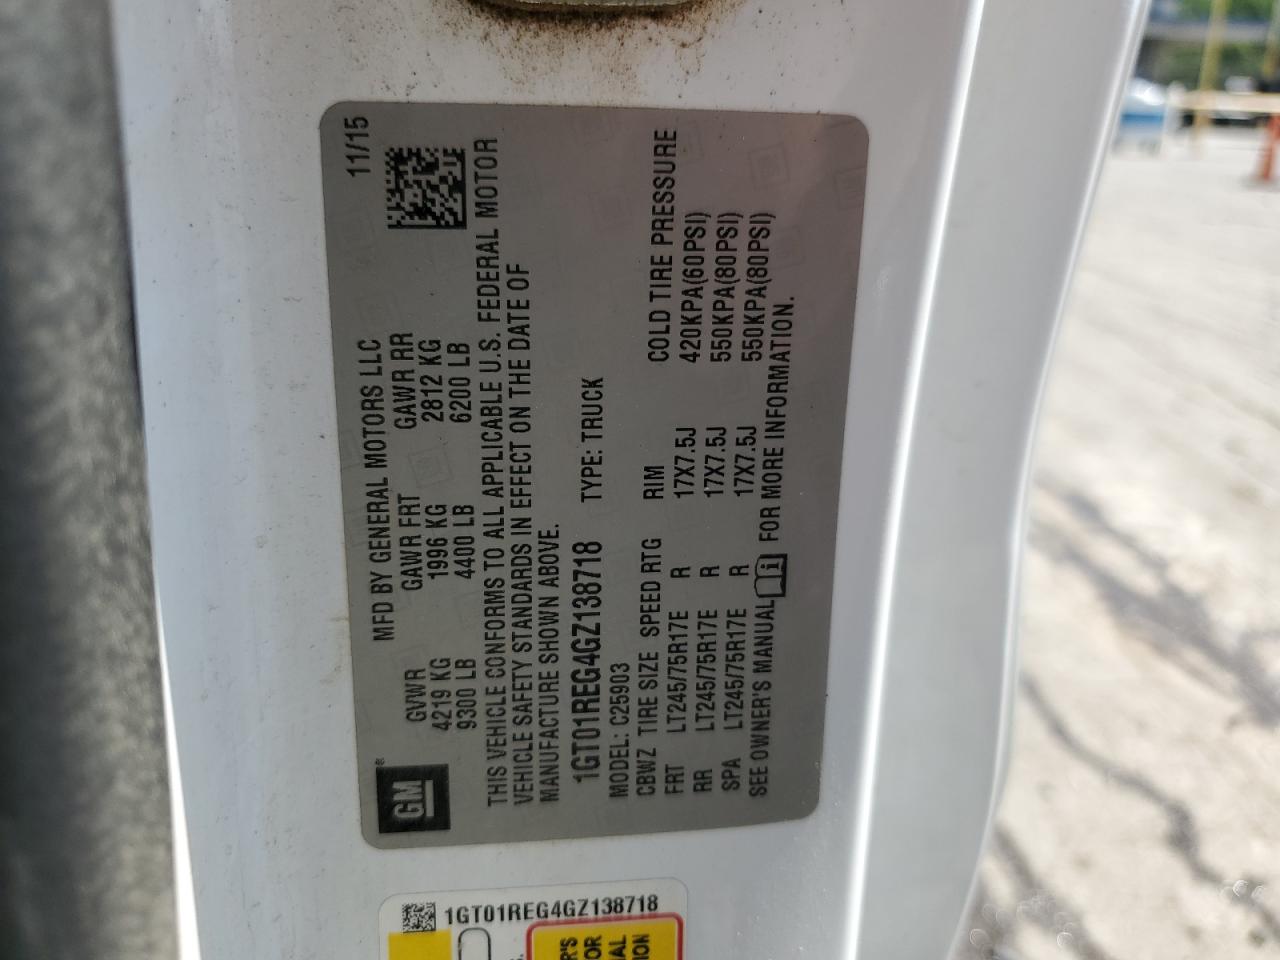 MFD BY GENERAL MOTORS LLC 11/15
GM®
GVWR GAWR FRT GAWR RR
4219 KG 1996 KG 2812 KG
9300 LB 4400 LB 6200 LB
THIS VEHICLE CONFORMS TO ALL APPLICABLE U.S. FEDERAL MOTOR
VEHICLE SAFETY STANDARDS IN EFFECT ON THE DATE OF
MANUFACTURE SHOWN ABOVE.
1GT01REG4GZ138718 TYPE: TRUCK
MODEL: C25903
CBWZ TIRE SIZE SPEED RTG RIM COLD TIRE PRESSURE
FRT LT245/75R17E R 17X7.5J 420KPA(60PSI)
RR LT245/75R17E R 17X7.5J 550KPA(80PSI)
SPA LT245/75R17E R 17X7.5J 550KPA(80PSI)
SEE OWNER'S MANUAL FOR MORE INFORMATION.
1GT01REG4GZ138718